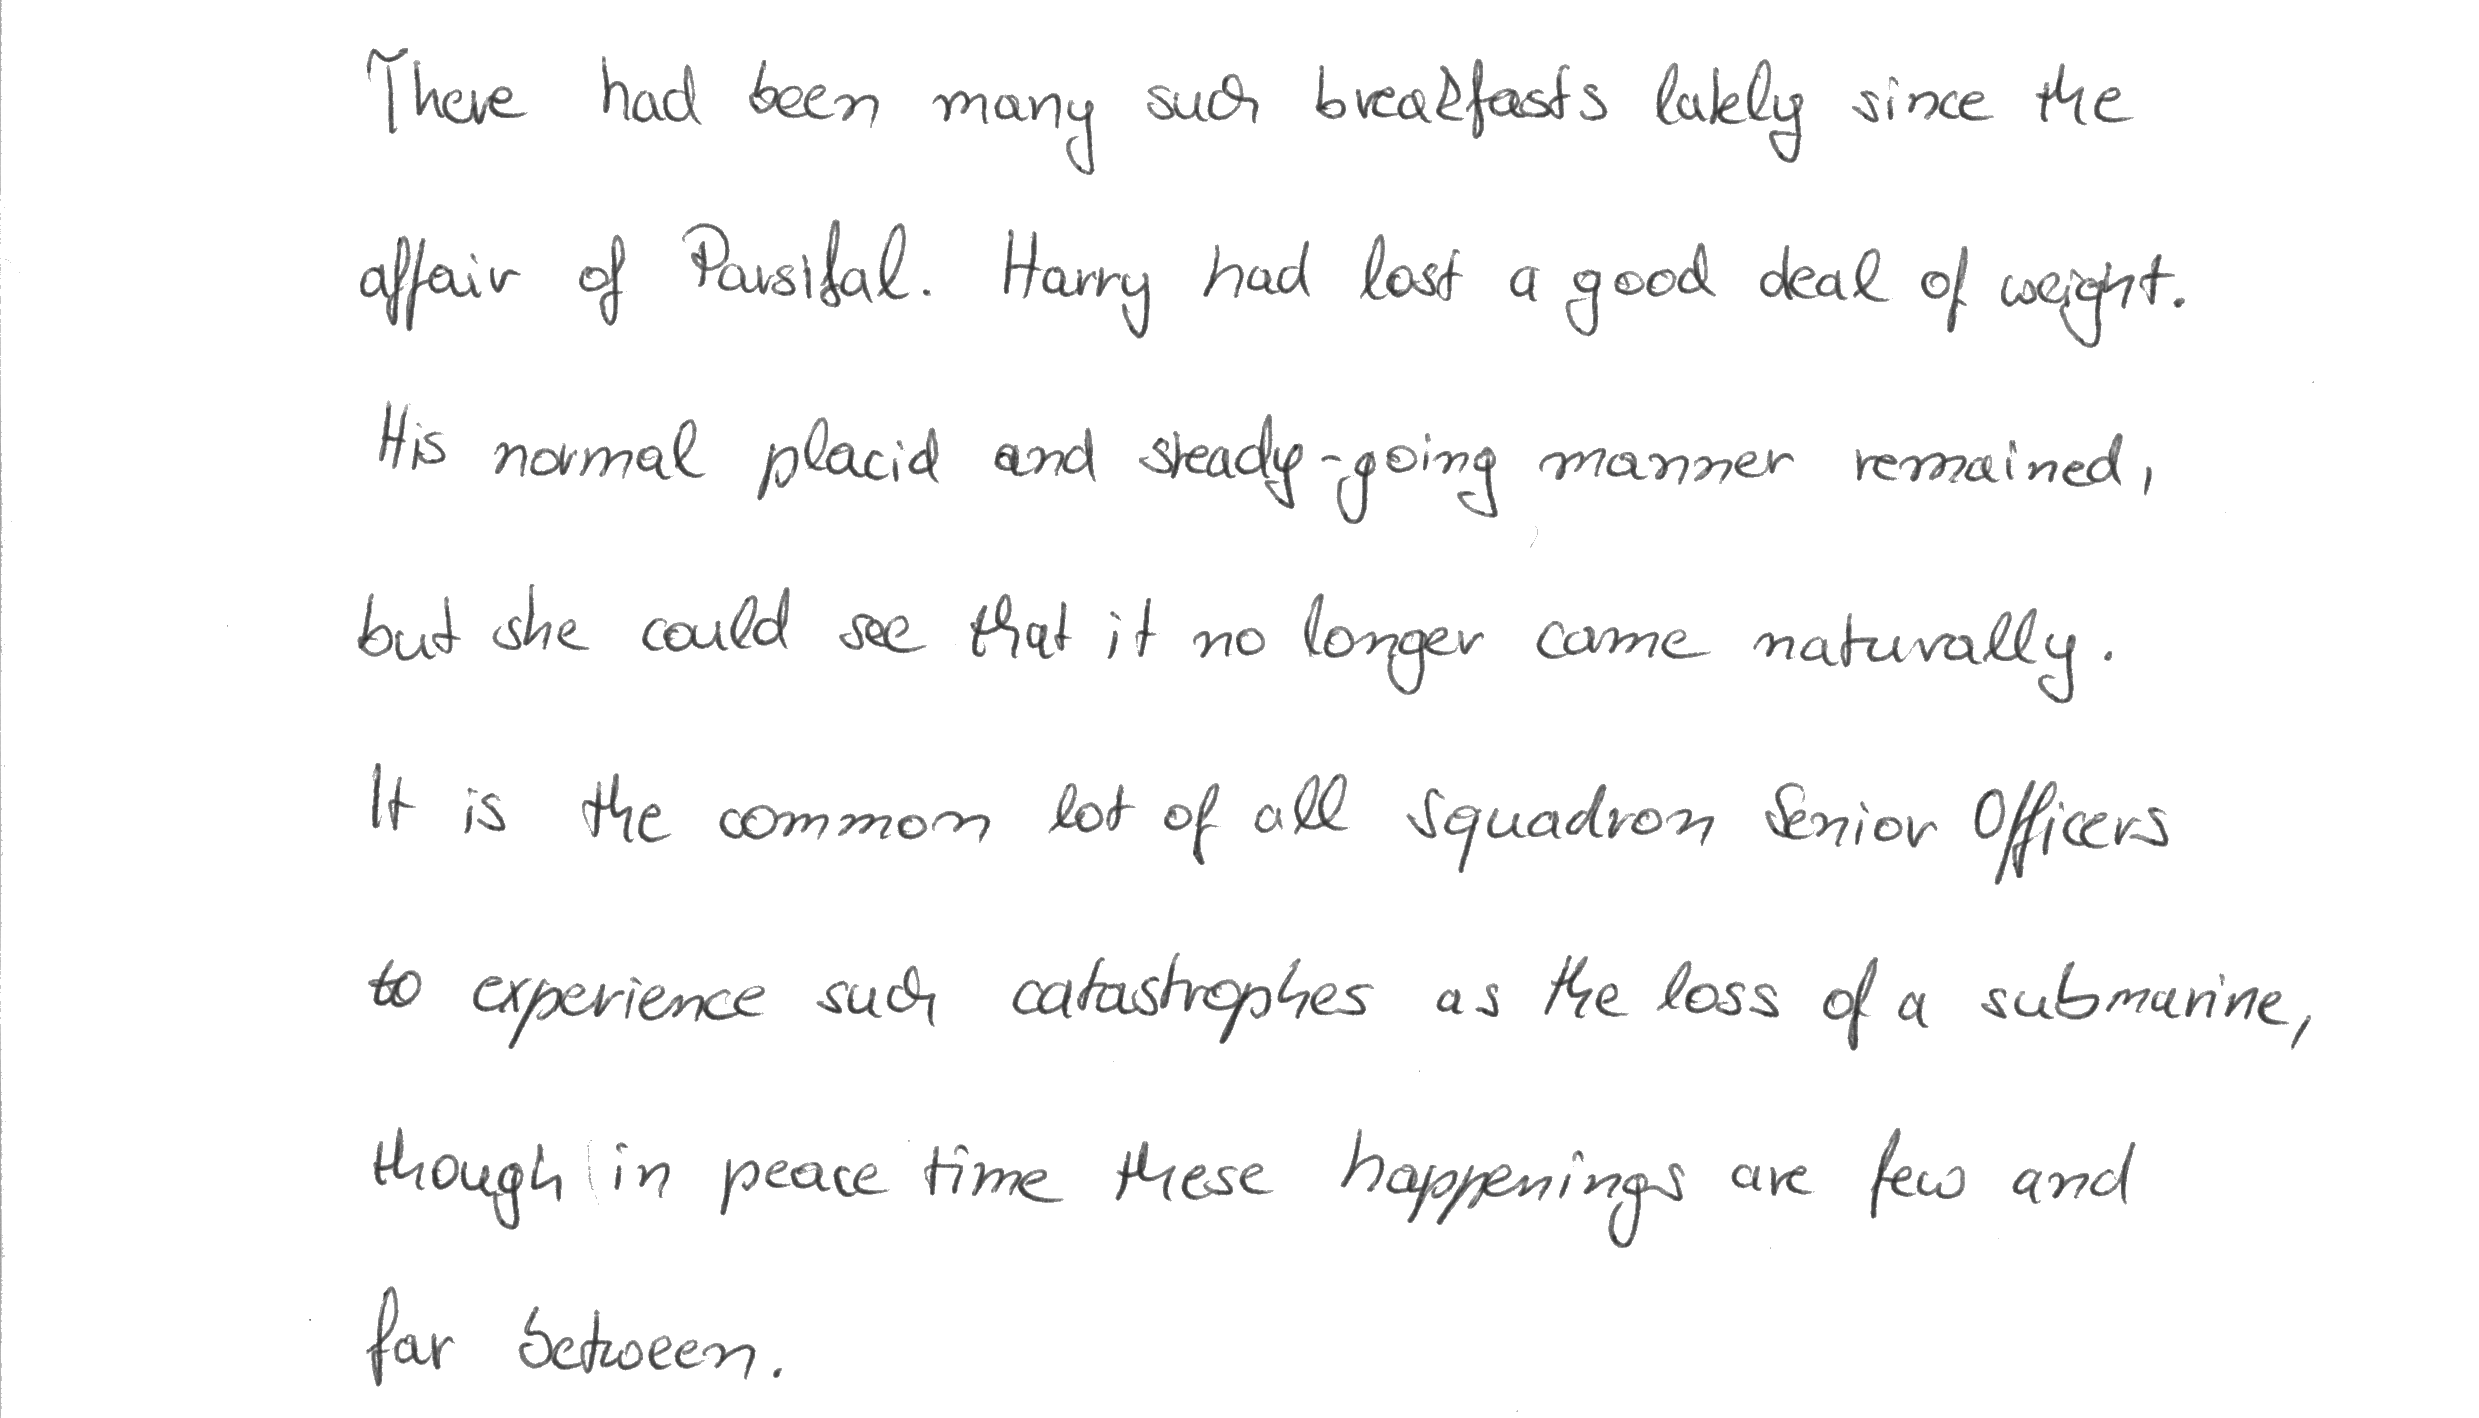 There had been many such breakfasts lately since the
affair of Parsifal. Harry had lost a good deal of weight.
His normal placid and steady-going manner remained,
but she could see that it no longer came naturally.
It is the common lot of all Squadron Senior Officers
to experience such catastrophes as the loss of a submarine,
though in peace time these happenings are few and
far between.